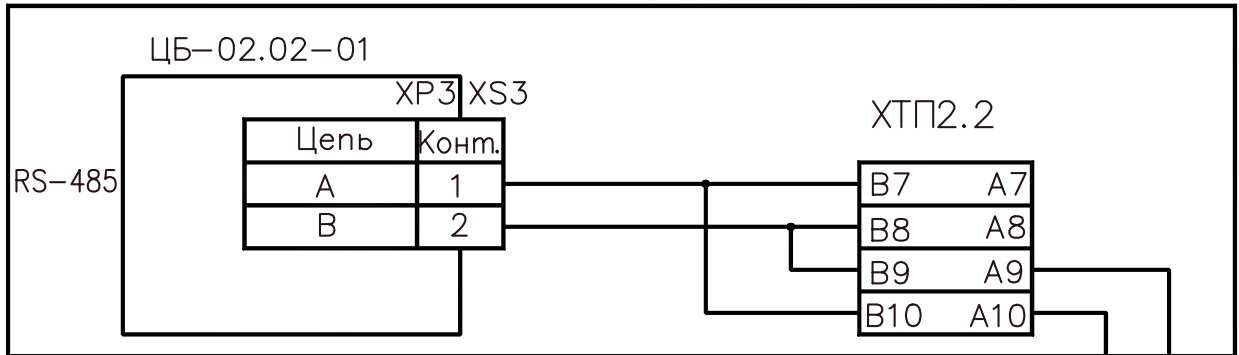 ЦБ-02.02-01
XP3 XS3
ХТП2.2
Цепь Конт.
RS-485
A 1
B 2
B7 A7
B8 A8
B9 A9
B10 A10